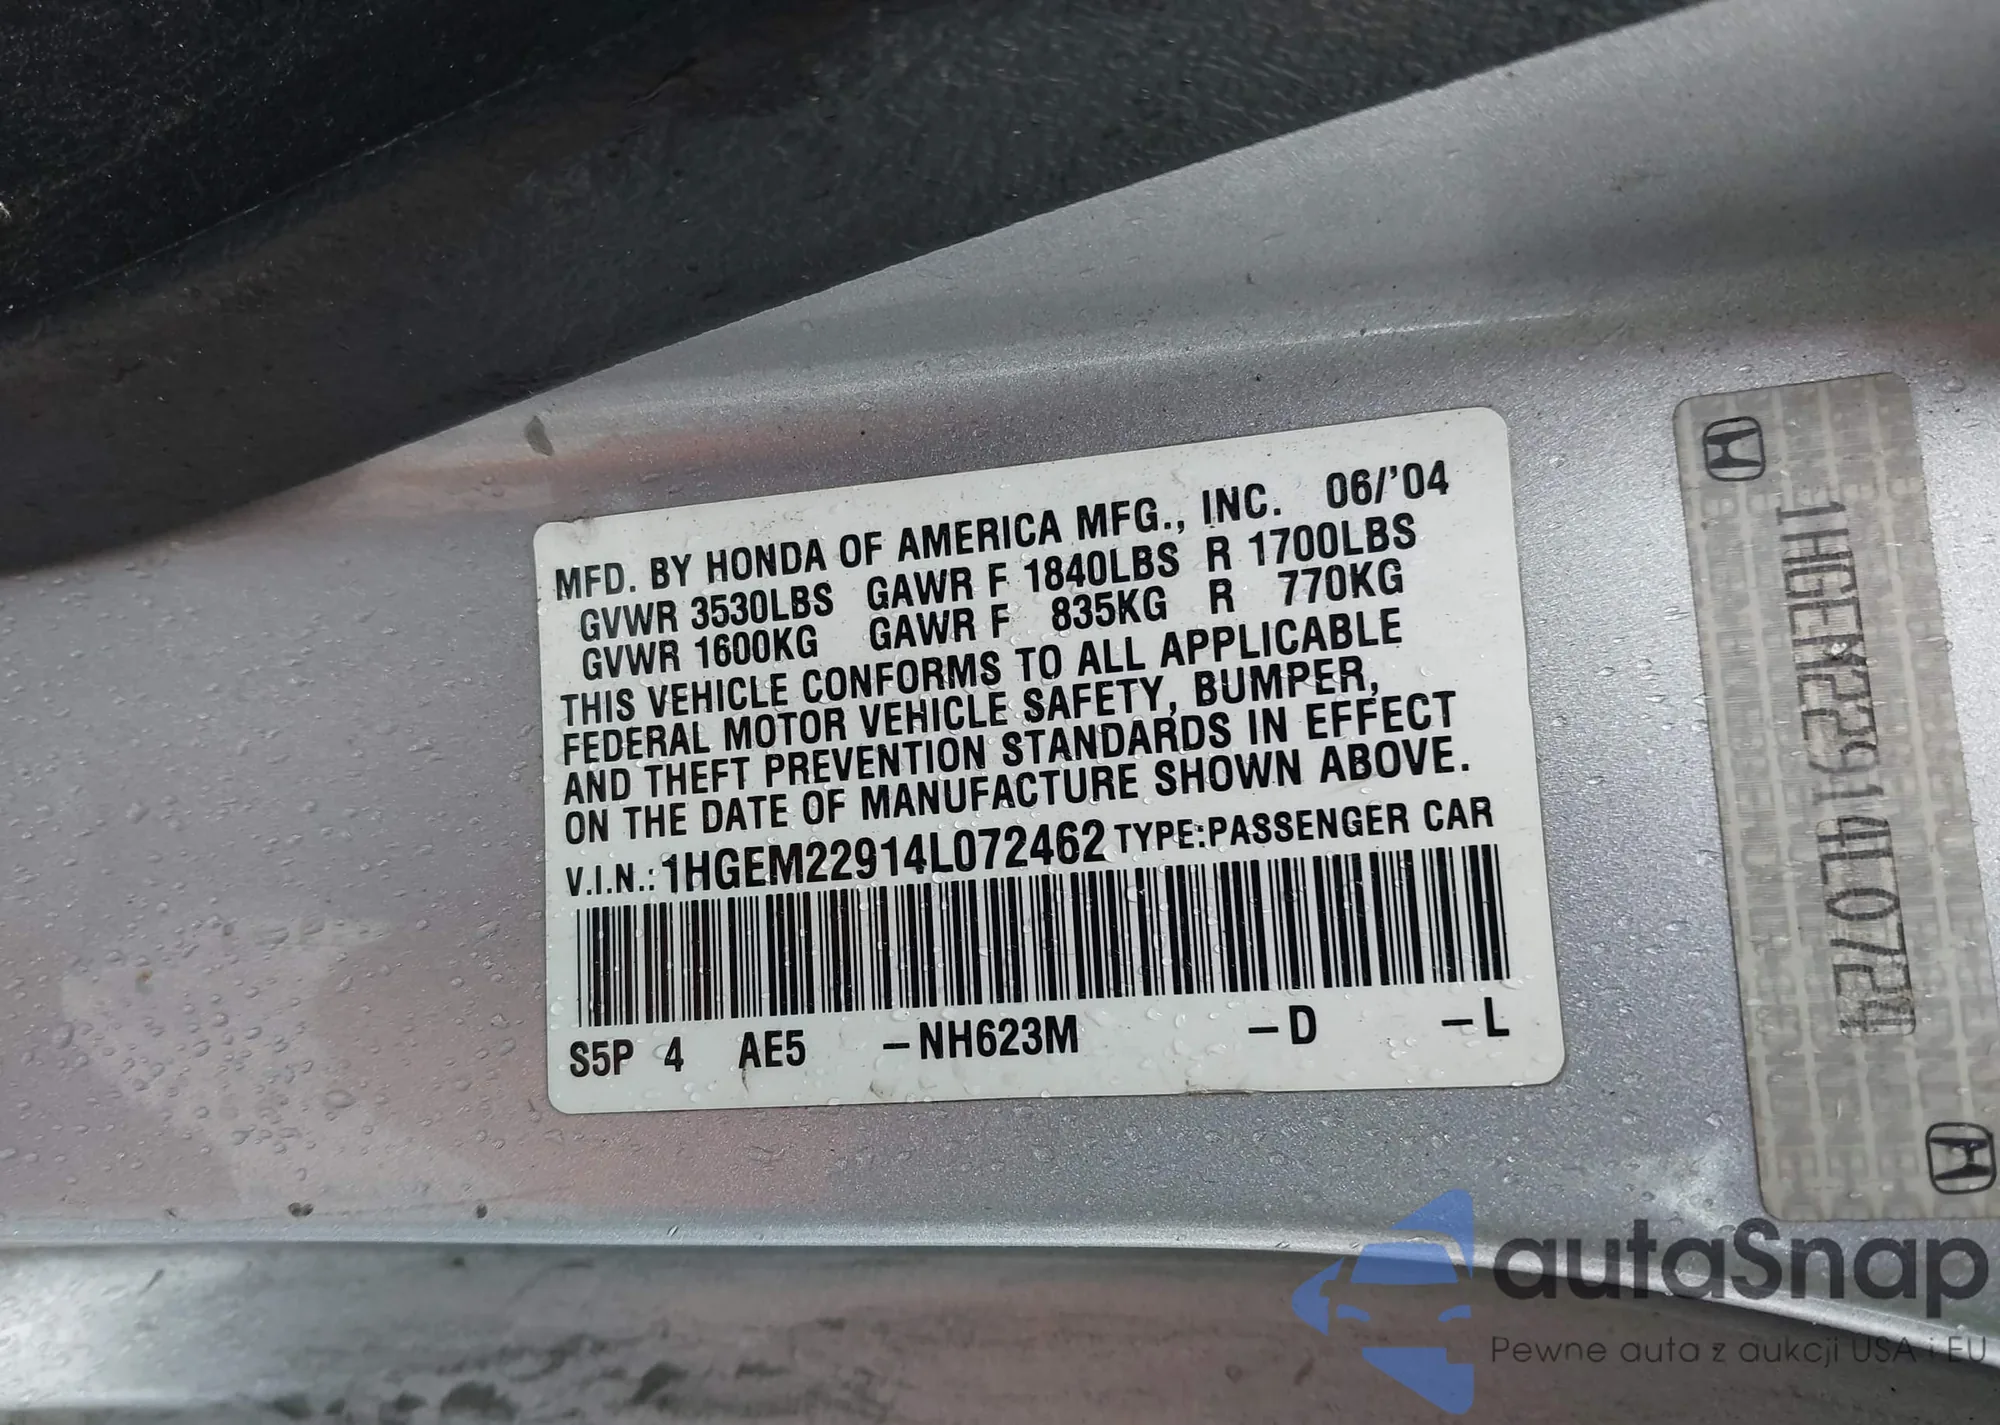 MFD. BY HONDA OF AMERICA MFG., INC. 06/'04
GVWR 3530LBS GAWR F 1840LBS R 1700LBS
GVWR 1600KG GAWR F 835KG R 770KG
THIS VEHICLE CONFORMS TO ALL APPLICABLE
FEDERAL MOTOR VEHICLE SAFETY, BUMPER,
AND THEFT PREVENTION STANDARDS IN EFFECT
ON THE DATE OF MANUFACTURE SHOWN ABOVE.
V.I.N.: 1HGEM22914L072462 TYPE:PASSENGER CAR
S5P 4 AE5 –NH623M –D –L
autaSnap
Pewne auta z aukcji USA i EU